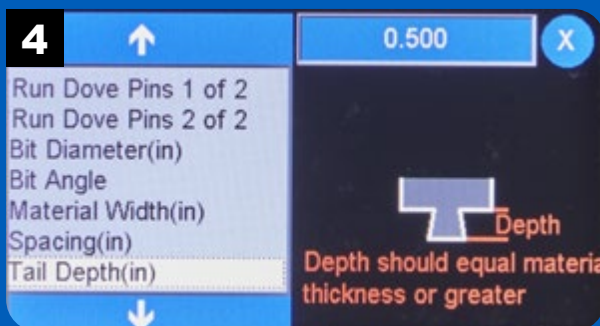 4
0.500
X
Run Dove Pins 1 of 2
Run Dove Pins 2 of 2
Bit Diameter(in)
Bit Angle
Material Width(in)
Spacing(in)
Tail Depth(in)
Depth
Depth should equal materia
thickness or greater